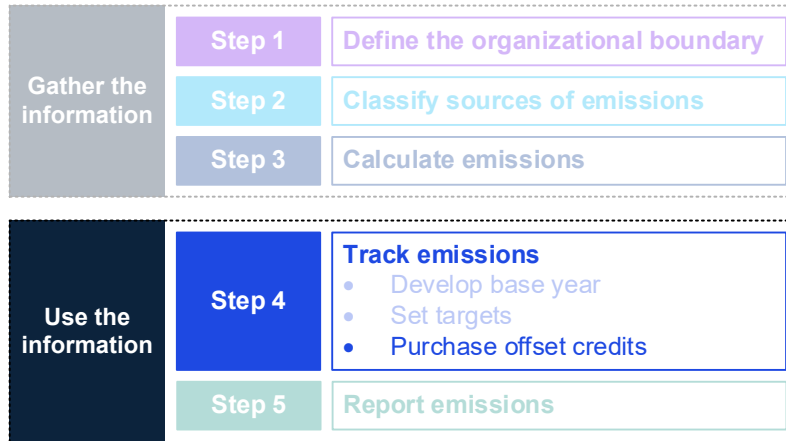 Gather the
information
Step 1
Define the organizational boundary
Step 2
Classify sources of emissions
Step 3
Calculate emissions
Use the
information
Step 4
Track emissions
• Develop base year
• Set targets
• Purchase offset credits
Step 5
Report emissions